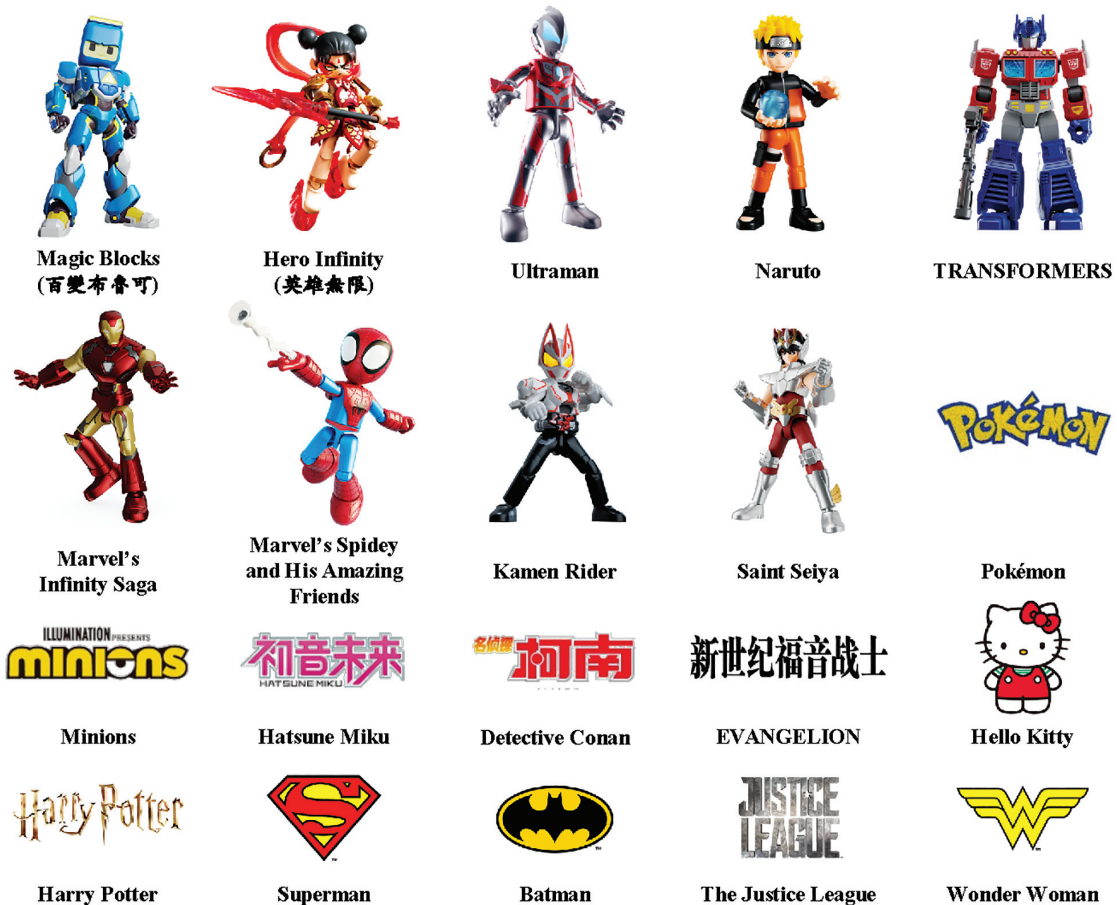 Magic Blocks
(百變布魯可)
Hero Infinity
(英雄無限)
Ultraman
Naruto
TRANSFORMERS
Marvel's
Infinity Saga
Marvel's Spidey
and His Amazing
Friends
Kamen Rider
Saint Seiya
POKéMON
Pokémon
ILLUMINATION PRESENTS
minions
Minions
初音未来
HATSUNE MIKU
Hatsune Miku
名侦探
柯南
Detective Conan
新世纪福音战士
EVANGELION
Hello Kitty
Harry Potter
Harry Potter
S
Superman
Batman
JUSTICE
LEAGUE
The Justice League
W
Wonder Woman